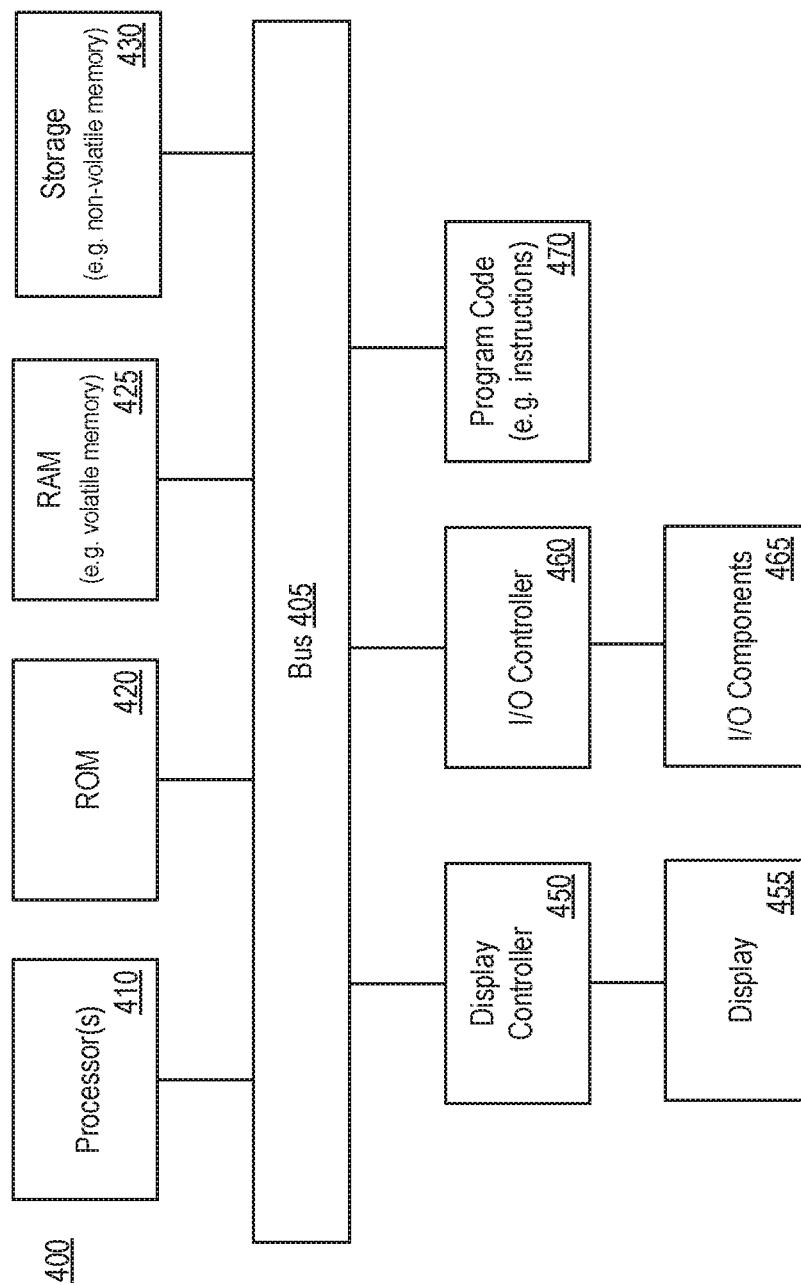 400
Processor(s)
410
ROM
420
RAM
(e.g. volatile memory)
425
Storage
(e.g. non-volatile memory)
430
Bus 405
Display
Controller
450
I/O Controller
460
Program Code
(e.g. instructions)
470
Display
455
I/O Components
465